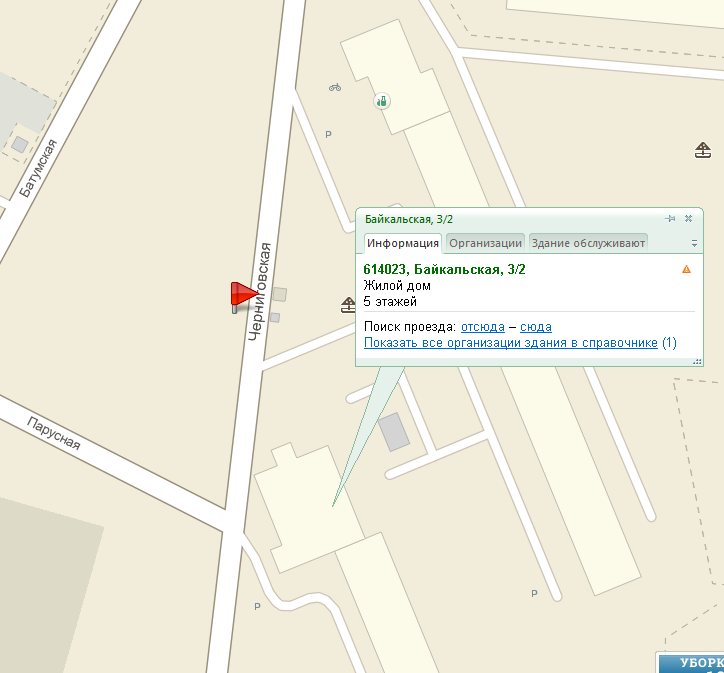 Батумская
P
Черниговская
Парусная
Байкальская, 3/2
Информация Организации Здание обслуживают
614023, Байкальская, 3/2
Жилой дом
5 этажей
Поиск проезда: отсюда – сюда
Показать все организации здания в справочнике (1)
P
P
УБОРК